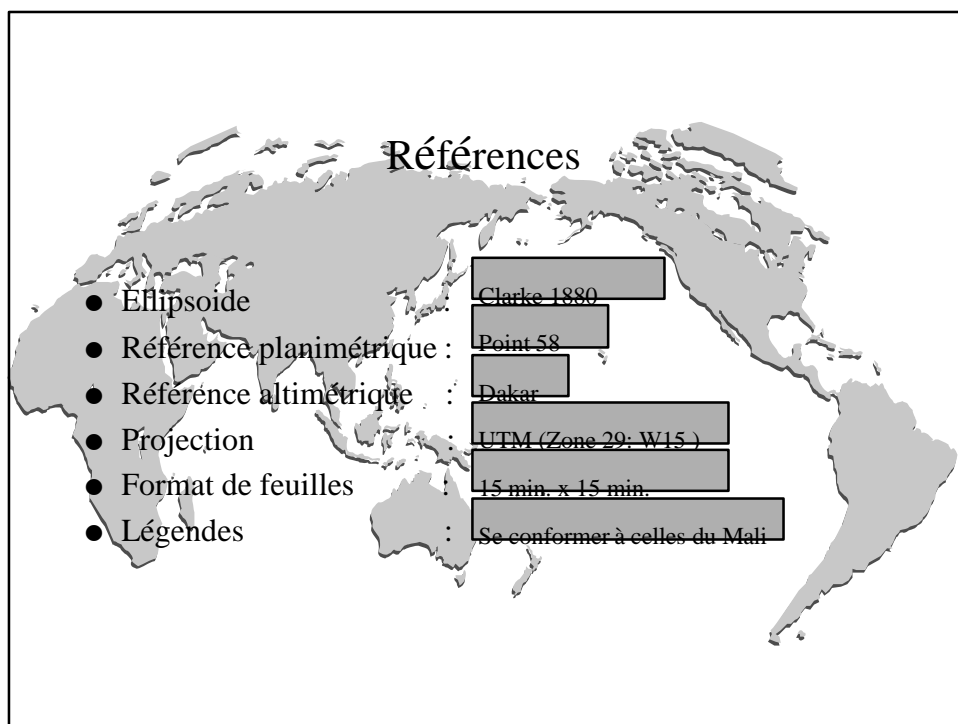 Références
● Ellipsoide : Clarke 1880
● Référence planimétrique : Point 58
● Référence altimétrique : Dakar
● Projection : UTM (Zone 29: W15 )
● Format de feuilles : 15 min. x 15 min.
● Légendes : Se conformer à celles du Mali